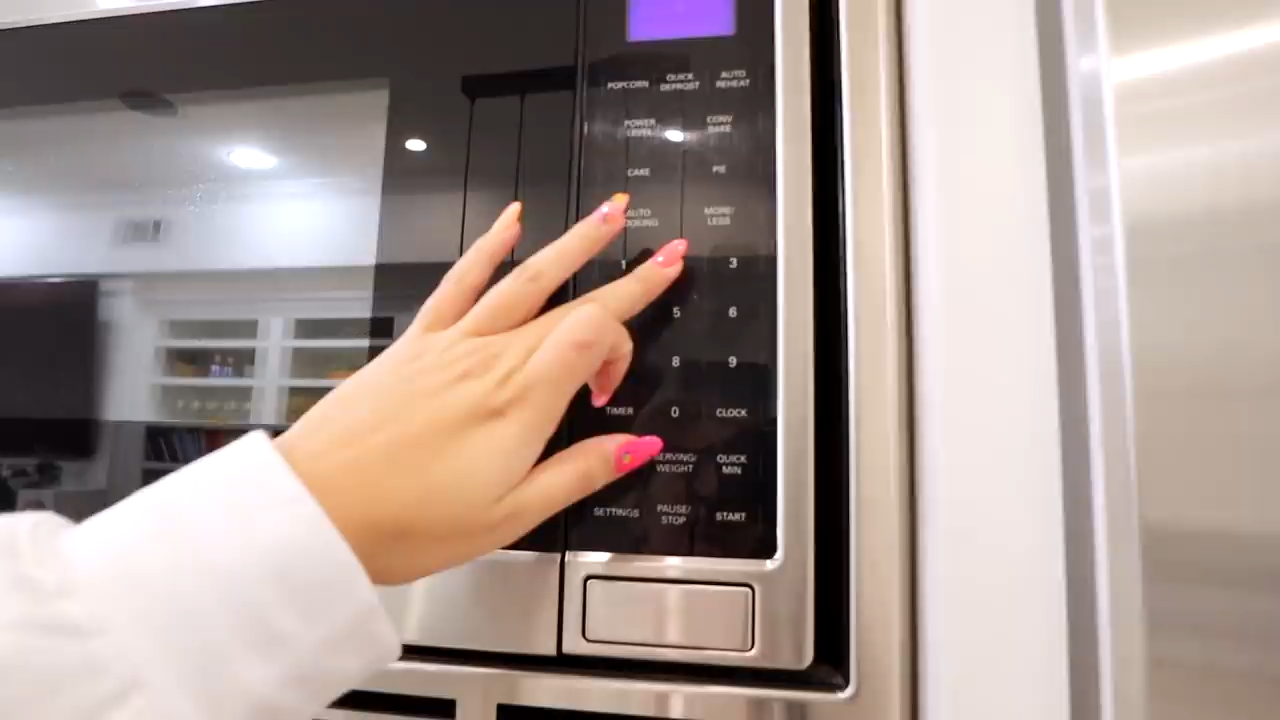 POPCORN QUICK DEFROST AUTO REHEAT
POWER LEVEL CONV BAKE
CAKE PIE
AUTO MORE/ LESS
1 3
5 6
8 9
TIMER 0 CLOCK
SERVING/ WEIGHT QUICK MIN
SETTINGS PAUSE/ STOP START